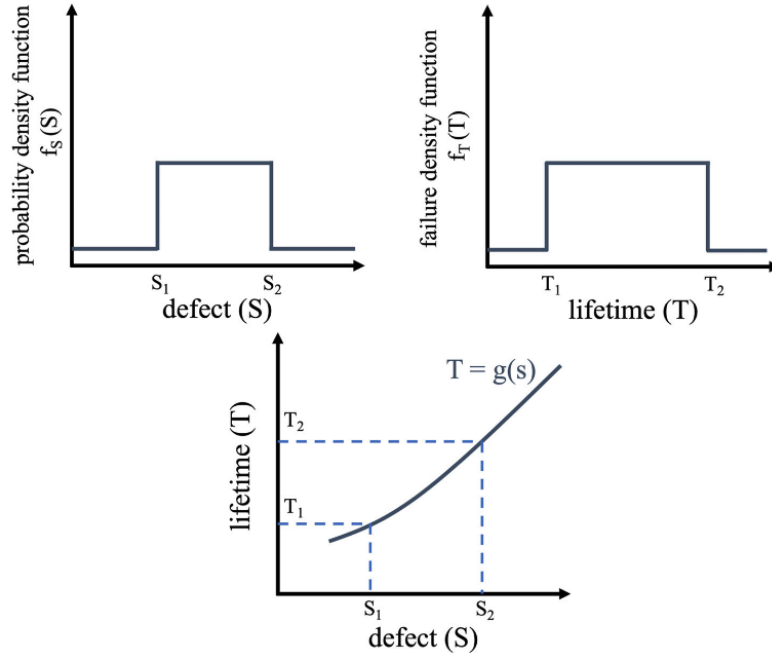 probability density function
f_S(S)
S₁
S₂
defect (S)
failure density function
f_T(T)
T₁
T₂
lifetime (T)
T = g(s)
lifetime (T)
T₂
T₁
S₁
S₂
defect (S)